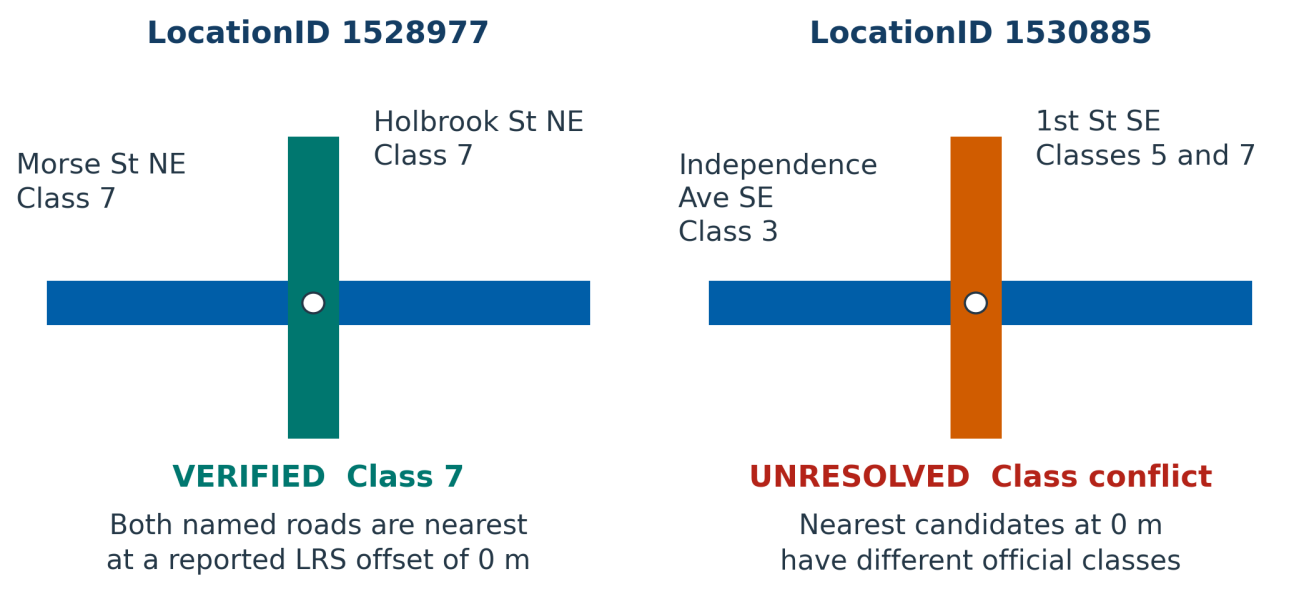 LocationID 1528977
Holbrook St NE
Class 7
Morse St NE
Class 7
VERIFIED  Class 7
Both named roads are nearest
at a reported LRS offset of 0 m
LocationID 1530885
1st St SE
Classes 5 and 7
Independence
Ave SE
Class 3
UNRESOLVED  Class conflict
Nearest candidates at 0 m
have different official classes